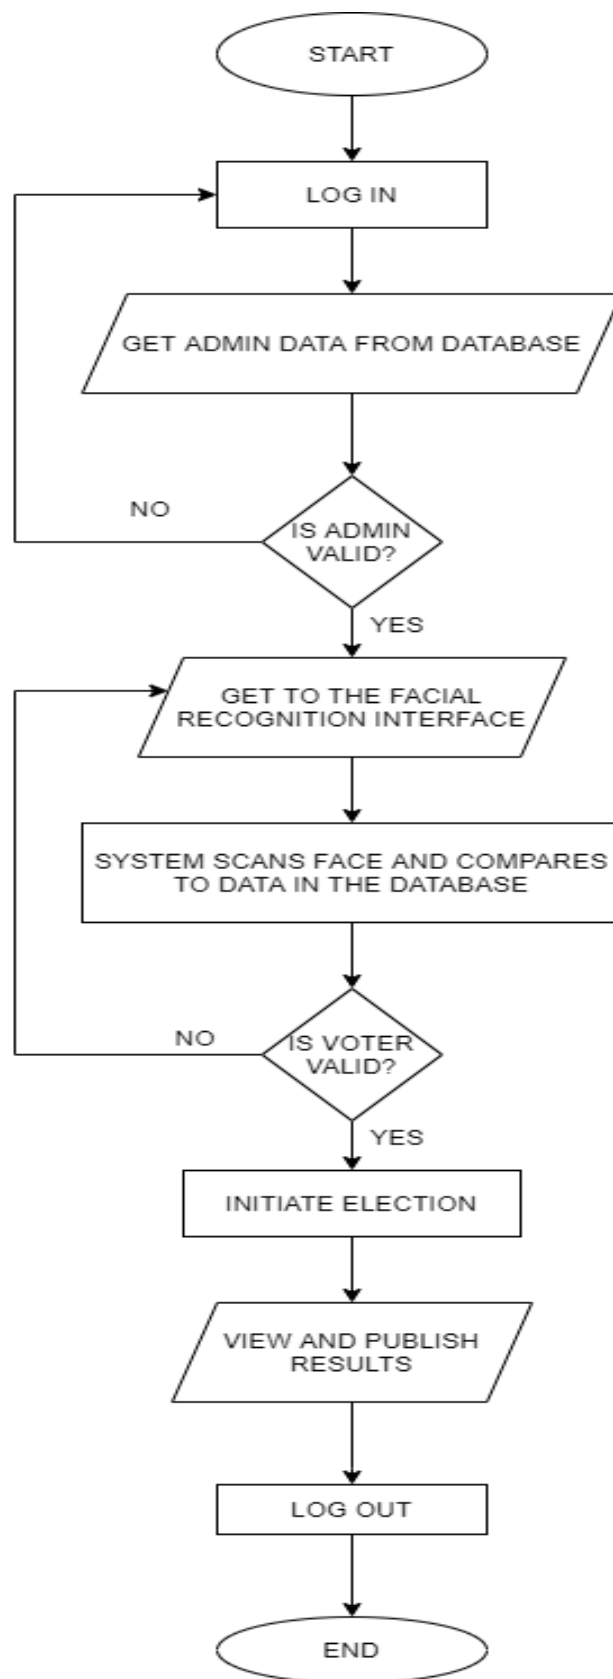 START
LOG IN
GET ADMIN DATA FROM DATABASE
NO
IS ADMIN
VALID?
YES
GET TO THE FACIAL
RECOGNITION INTERFACE
SYSTEM SCANS FACE AND COMPARES
TO DATA IN THE DATABASE
NO
IS VOTER
VALID?
YES
INITIATE ELECTION
VIEW AND PUBLISH
RESULTS
LOG OUT
END